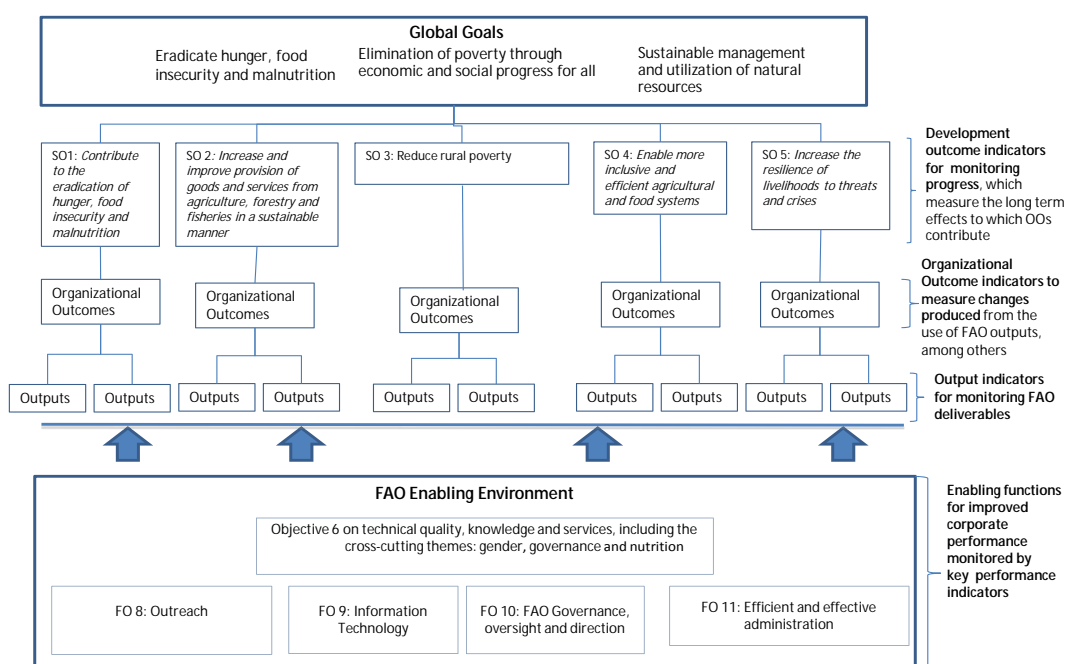 Global Goals
Eradicate hunger, food
insecurity and malnutrition
Elimination of poverty through
economic and social progress for all
Sustainable management
and utilization of natural
resources
SO1: Contribute
to the
eradication of
hunger, food
insecurity and
malnutrition
SO 2: Increase and
improve provision of
goods and services from
agriculture, forestry and
fisheries in a sustainable
manner
SO 3: Reduce rural poverty
SO 4: Enable more
inclusive and
efficient agricultural
and food systems
SO 5: Increase the
resilience of
livelihoods to threats
and crises
Development
outcome indicators
for monitoring
progress, which
measure the long term
effects to which OOs
contribute
Organizational
Outcomes
Organizational
Outcomes
Organizational
Outcomes
Organizational
Outcomes
Organizational
Outcomes
Organizational
Outcome indicators to
measure changes
produced from the
use of FAO outputs,
among others
Outputs
Outputs
Outputs
Outputs
Outputs
Outputs
Outputs
Outputs
Outputs
Outputs
Output indicators
for monitoring FAO
deliverables
FAO Enabling Environment
Objective 6 on technical quality, knowledge and services, including the
cross-cutting themes: gender, governance and nutrition
FO 8: Outreach
FO 9: Information
Technology
FO 10: FAO Governance,
oversight and direction
FO 11: Efficient and effective
administration
Enabling functions
for improved
corporate
performance
monitored by
key performance
indicators